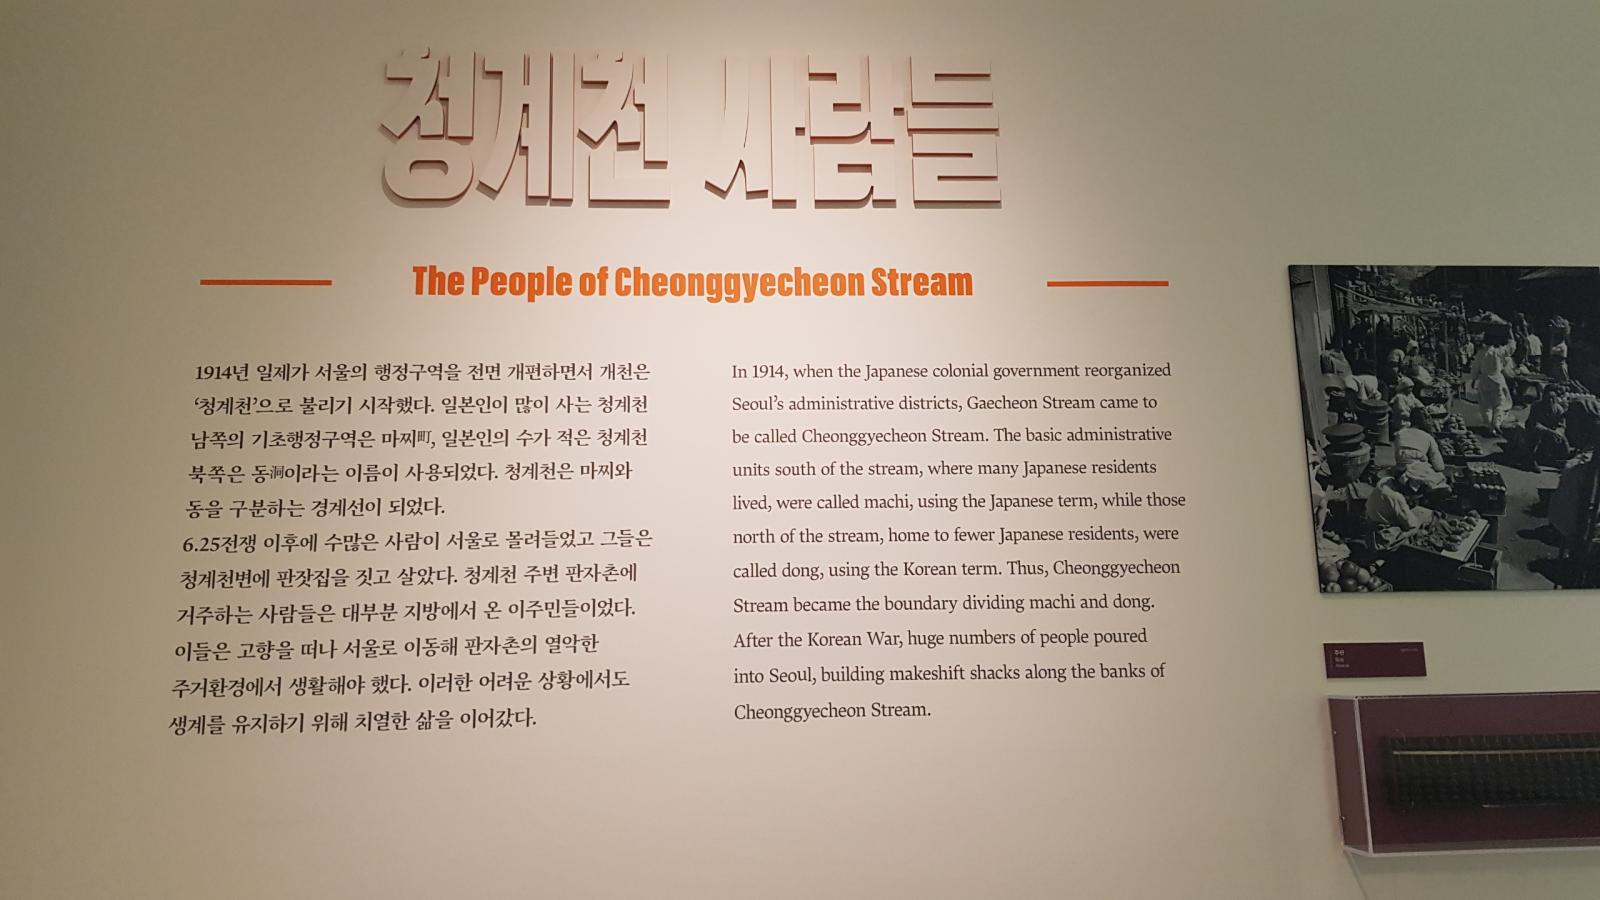 청계천 사람들
The People of Cheonggyecheon Stream
1914년 일제가 서울의 행정구역을 전면 개편하면서 개천은
‘청계천’으로 불리기 시작했다. 일본인이 많이 사는 청계천
남쪽의 기초행정구역은 마찌町, 일본인의 수가 적은 청계천
북쪽은 동洞이라는 이름이 사용되었다. 청계천은 마찌와
동을 구분하는 경계선이 되었다.
6.25전쟁 이후에 수많은 사람이 서울로 몰려들었고 그들은
청계천변에 판잣집을 짓고 살았다. 청계천 주변 판자촌에
거주하는 사람들은 대부분 지방에서 온 이주민들이었다.
이들은 고향을 떠나 서울로 이동해 판자촌의 열악한
주거환경에서 생활해야 했다. 이러한 어려운 상황에서도
생계를 유지하기 위해 치열한 삶을 이어갔다.
In 1914, when the Japanese colonial government reorganized
Seoul’s administrative districts, Gaecheon Stream came to
be called Cheonggyecheon Stream. The basic administrative
units south of the stream, where many Japanese residents
lived, were called machi, using the Japanese term, while those
north of the stream, home to fewer Japanese residents, were
called dong, using the Korean term. Thus, Cheonggyecheon
Stream became the boundary dividing machi and dong.
After the Korean War, huge numbers of people poured
into Seoul, building makeshift shacks along the banks of
Cheonggyecheon Stream.
주판